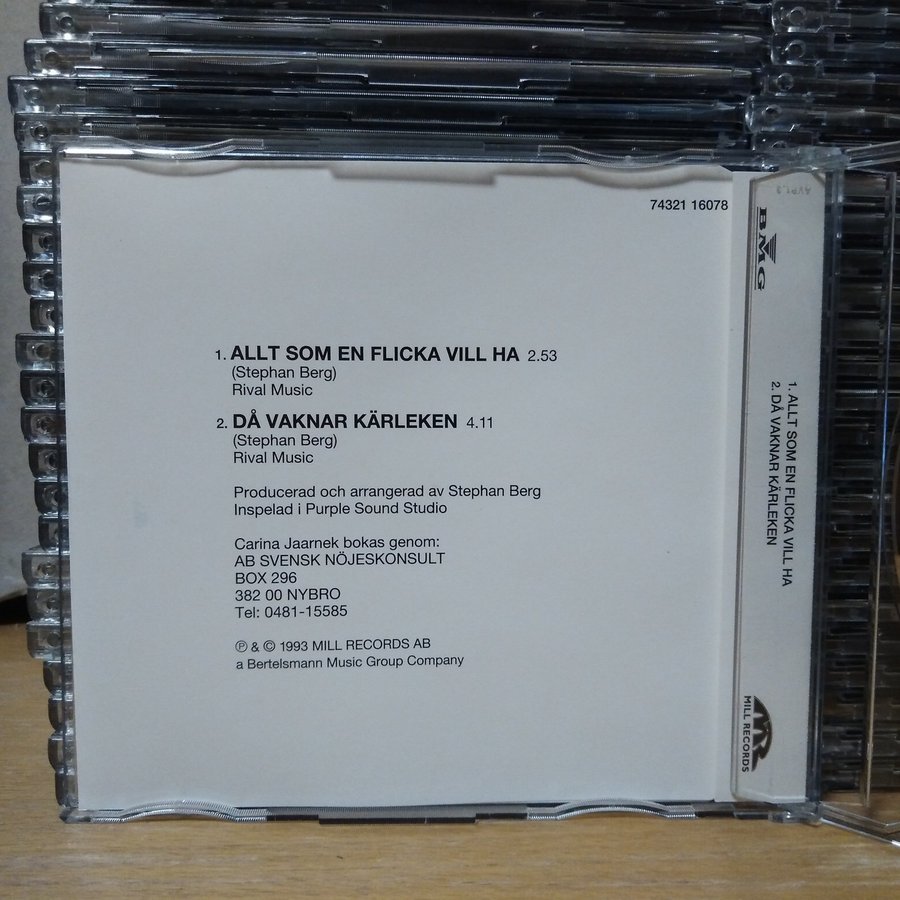 74321 16078
1. ALLT SOM EN FLICKA VILL HA 2.53
(Stephan Berg)
Rival Music
2. DÅ VAKNAR KÄRLEKEN 4.11
(Stephan Berg)
Rival Music
Producerad och arrangerad av Stephan Berg
Inspelad i Purple Sound Studio
Carina Jaarnek bokas genom:
AB SVENSK NÖJESKONSULT
BOX 296
382 00 NYBRO
Tel: 0481-15585
℗ & © 1993 MILL RECORDS AB
a Bertelsmann Music Group Company
BMG
1. ALLT SOM EN FLICKA VILL HA
2. DÅ VAKNAR KÄRLEKEN
MILL RECORDS